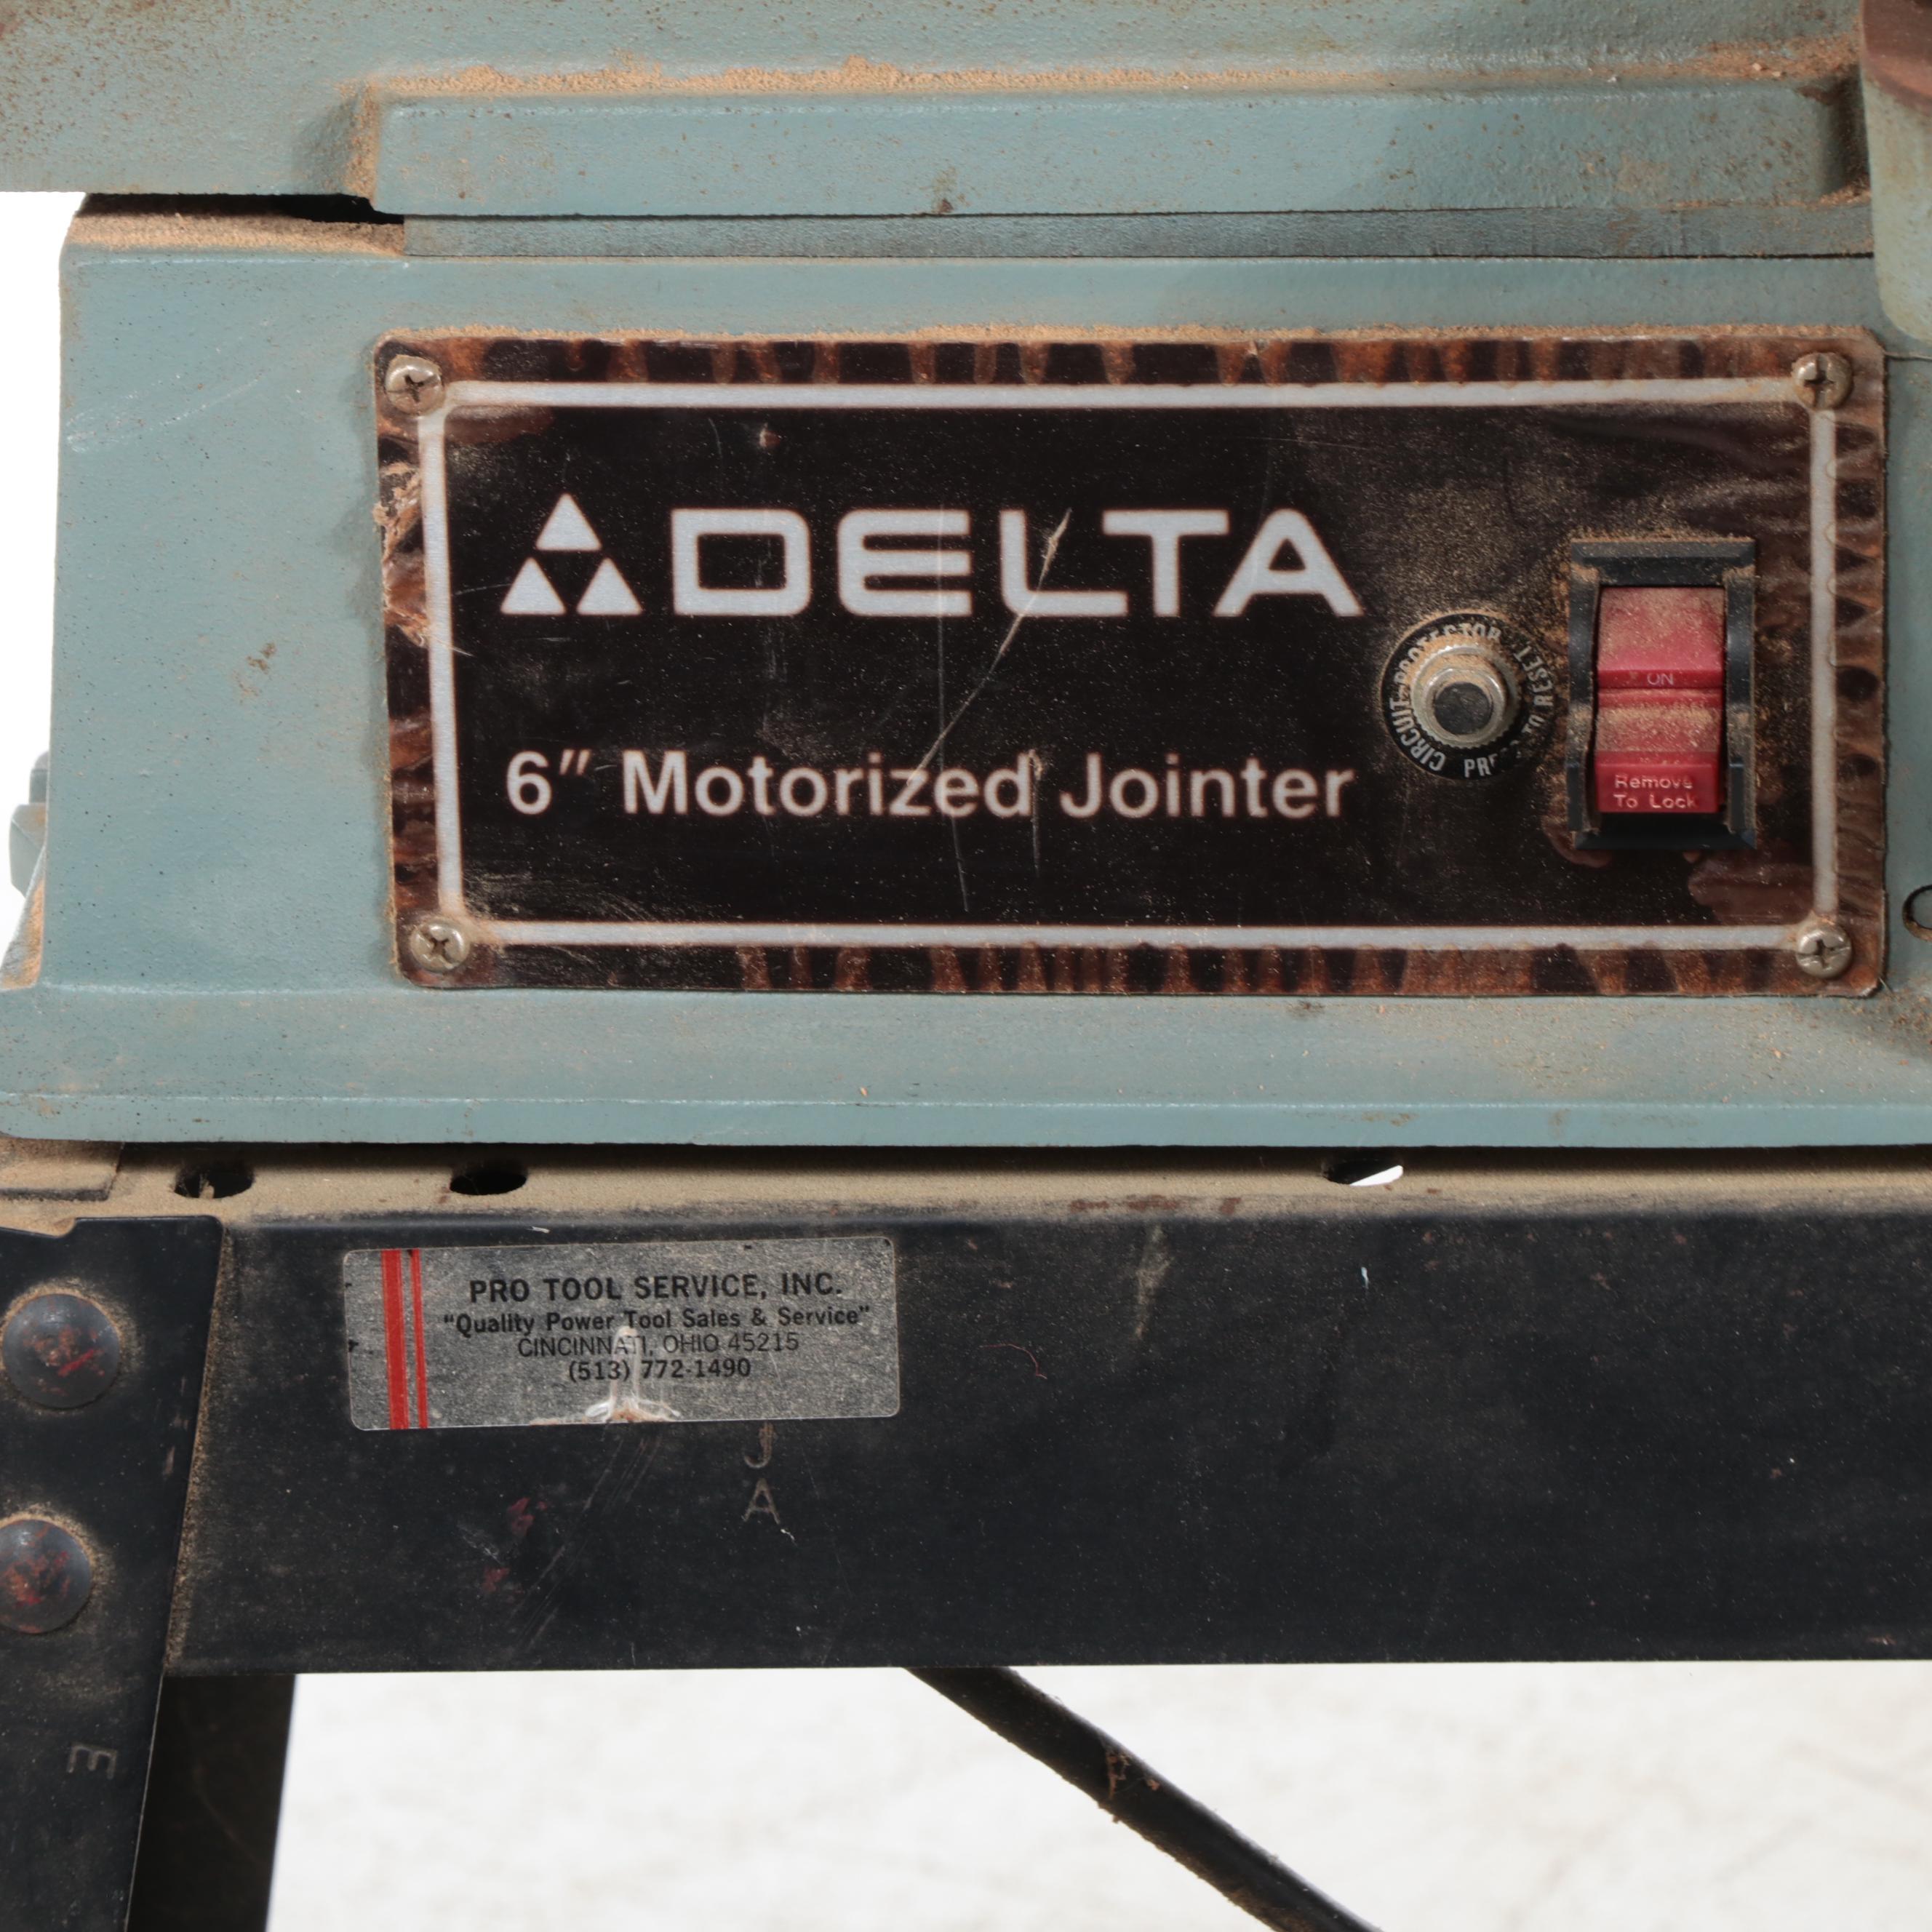 DELTA
6" Motorized Jointer
CIRCUIT PROTECTOR
PRESS TO RESET
ON
Remove
To Lock
PRO TOOL SERVICE, INC.
"Quality Power Tool Sales & Service"
CINCINNATI, OHIO 45215
(513) 772-1490
J
A
E